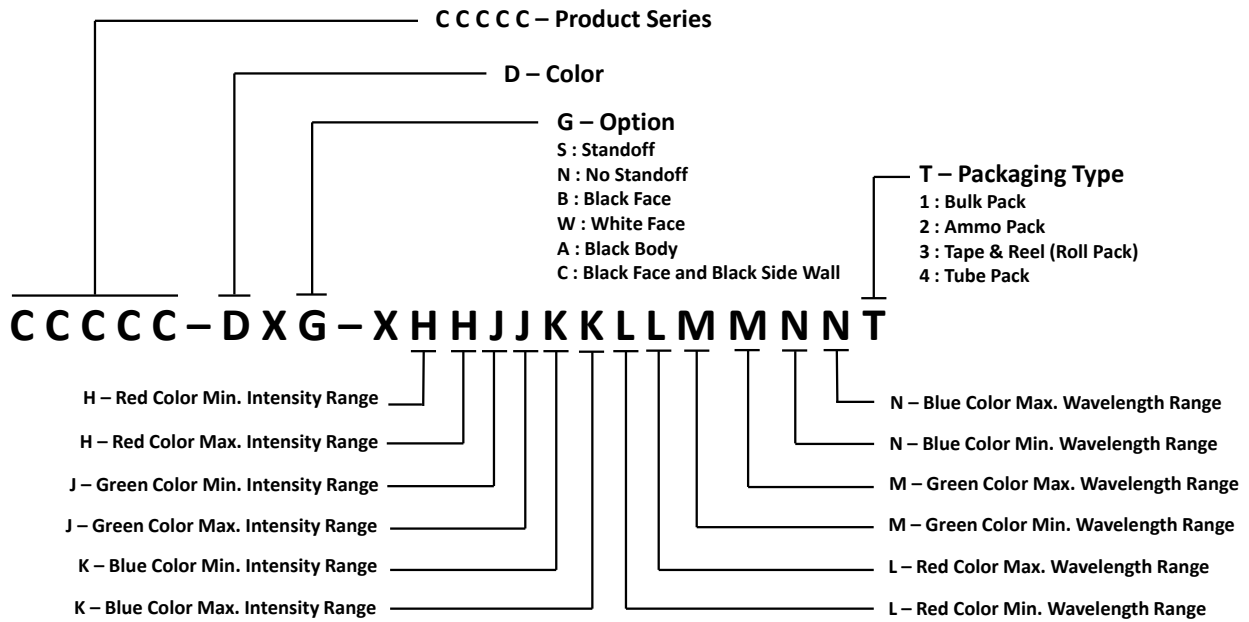 C C C C C – Product Series
D – Color
G – Option
S : Standoff
N : No Standoff
B : Black Face
W : White Face
A : Black Body
C : Black Face and Black Side Wall
T – Packaging Type
1 : Bulk Pack
2 : Ammo Pack
3 : Tape & Reel (Roll Pack)
4 : Tube Pack
C C C C C – D X G – X H H J J K K L L M M N N T
H – Red Color Min. Intensity Range
H – Red Color Max. Intensity Range
J – Green Color Min. Intensity Range
J – Green Color Max. Intensity Range
K – Blue Color Min. Intensity Range
K – Blue Color Max. Intensity Range
N – Blue Color Max. Wavelength Range
N – Blue Color Min. Wavelength Range
M – Green Color Max. Wavelength Range
M – Green Color Min. Wavelength Range
L – Red Color Max. Wavelength Range
L – Red Color Min. Wavelength Range